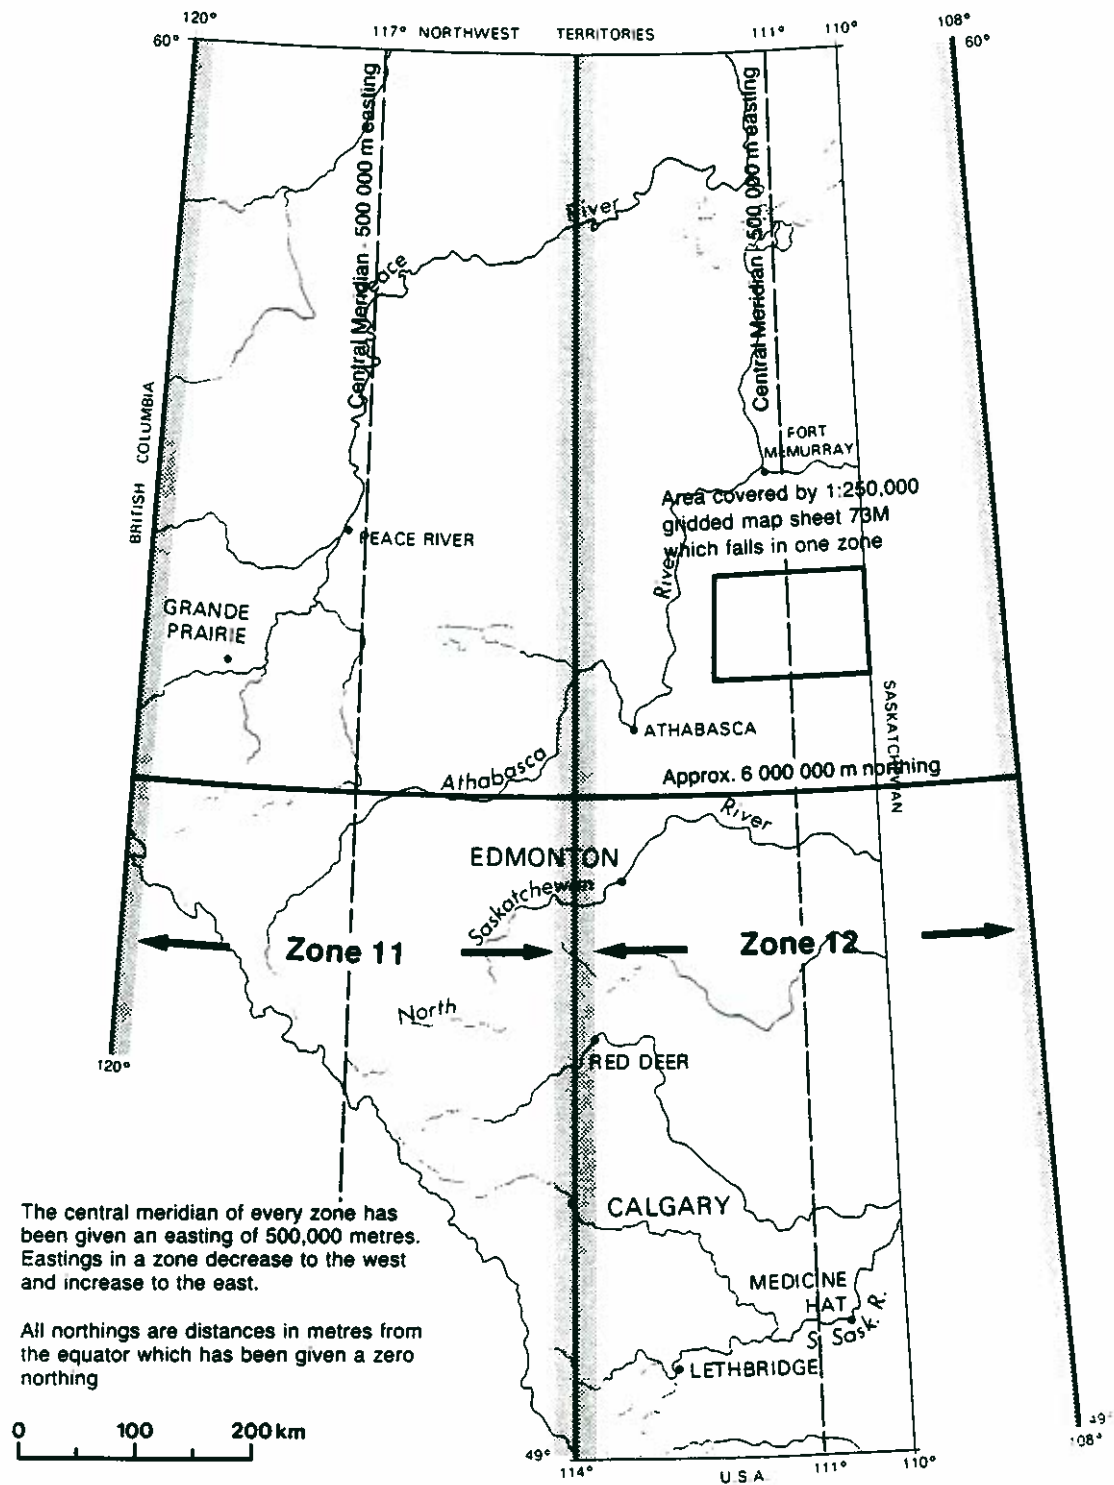 120°
117° NORTHWEST TERRITORIES
111°
110°
108°
60°
60°
Central Meridian - 500 000 m easting
Central Meridian - 500 000 m easting
River
Peace
BRITISH COLUMBIA
FORT
McMURRAY
Area covered by 1:250,000
gridded map sheet 73M
which falls in one zone
PEACE RIVER
River
GRANDE
PRAIRIE
SASKATCHEWAN
ATHABASCA
Athabasca
Approx. 6 000 000 m northing
River
EDMONTON
Saskatchewan
Zone 11
Zone 12
North
120°
RED DEER
CALGARY
The central meridian of every zone has
been given an easting of 500,000 metres.
Eastings in a zone decrease to the west
and increase to the east.
MEDICINE
HAT
S. Sask. R.
All northings are distances in metres from
the equator which has been given a zero
northing
LETHBRIDGE
0 100 200 km
49°
114°
U.S.A.
111°
110°
49°
108°